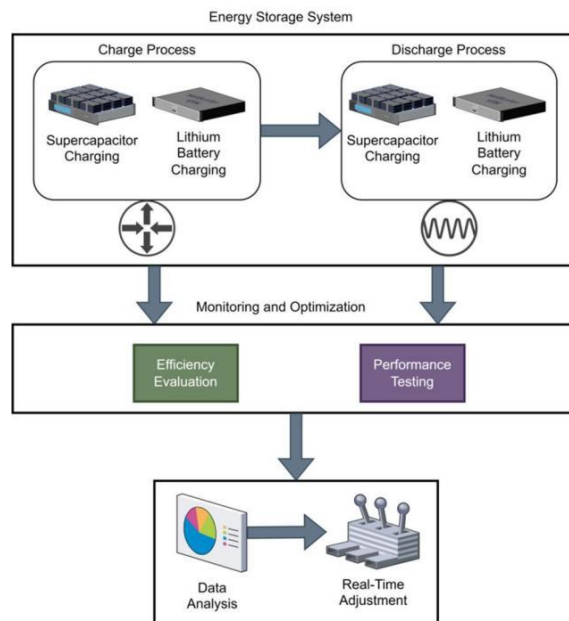 Energy Storage System
Charge Process
Discharge Process
Supercapacitor
Charging
Lithium
Battery
Charging
Supercapacitor
Charging
Lithium
Battery
Charging
Monitoring and Optimization
Efficiency
Evaluation
Performance
Testing
Data
Analysis
Real-Time
Adjustment